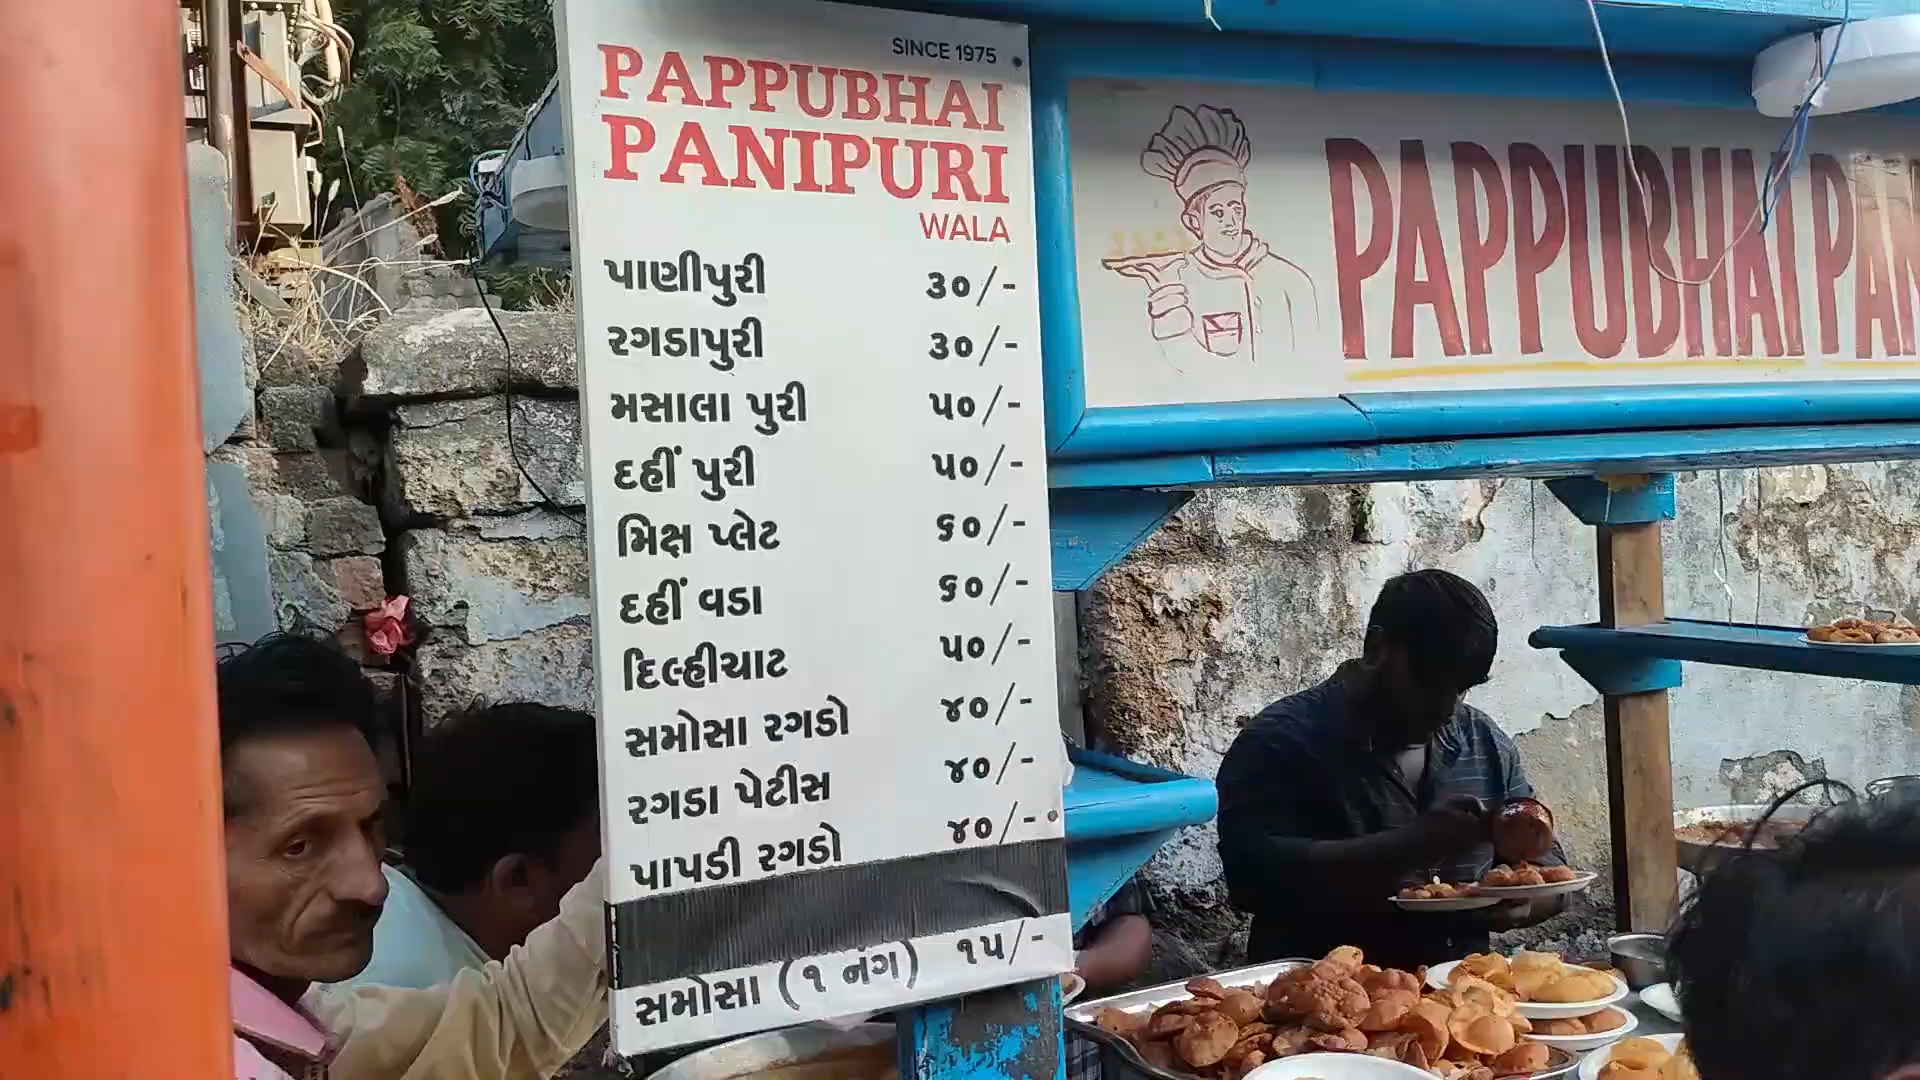 SINCE 1975
PAPPUBHAI
PANIPURI
WALA
પાણીપુરી ૩૦/-
રગડાપુરી ૩૦/-
મસાલા પુરી ૫૦/-
દહીં પુરી ૫૦/-
મિક્ષ પ્લેટ ૬૦/-
દહીં વડા ૬૦/-
દિલ્હીચાટ ૫૦/-
સમોસા રગડો ૪૦/-
રગડા પેટીસ ૪૦/-
પાપડી રગડો ૪૦/-
સમોસા (૧ નંગ) ૧૫/-
PAPPUBHAI PAN